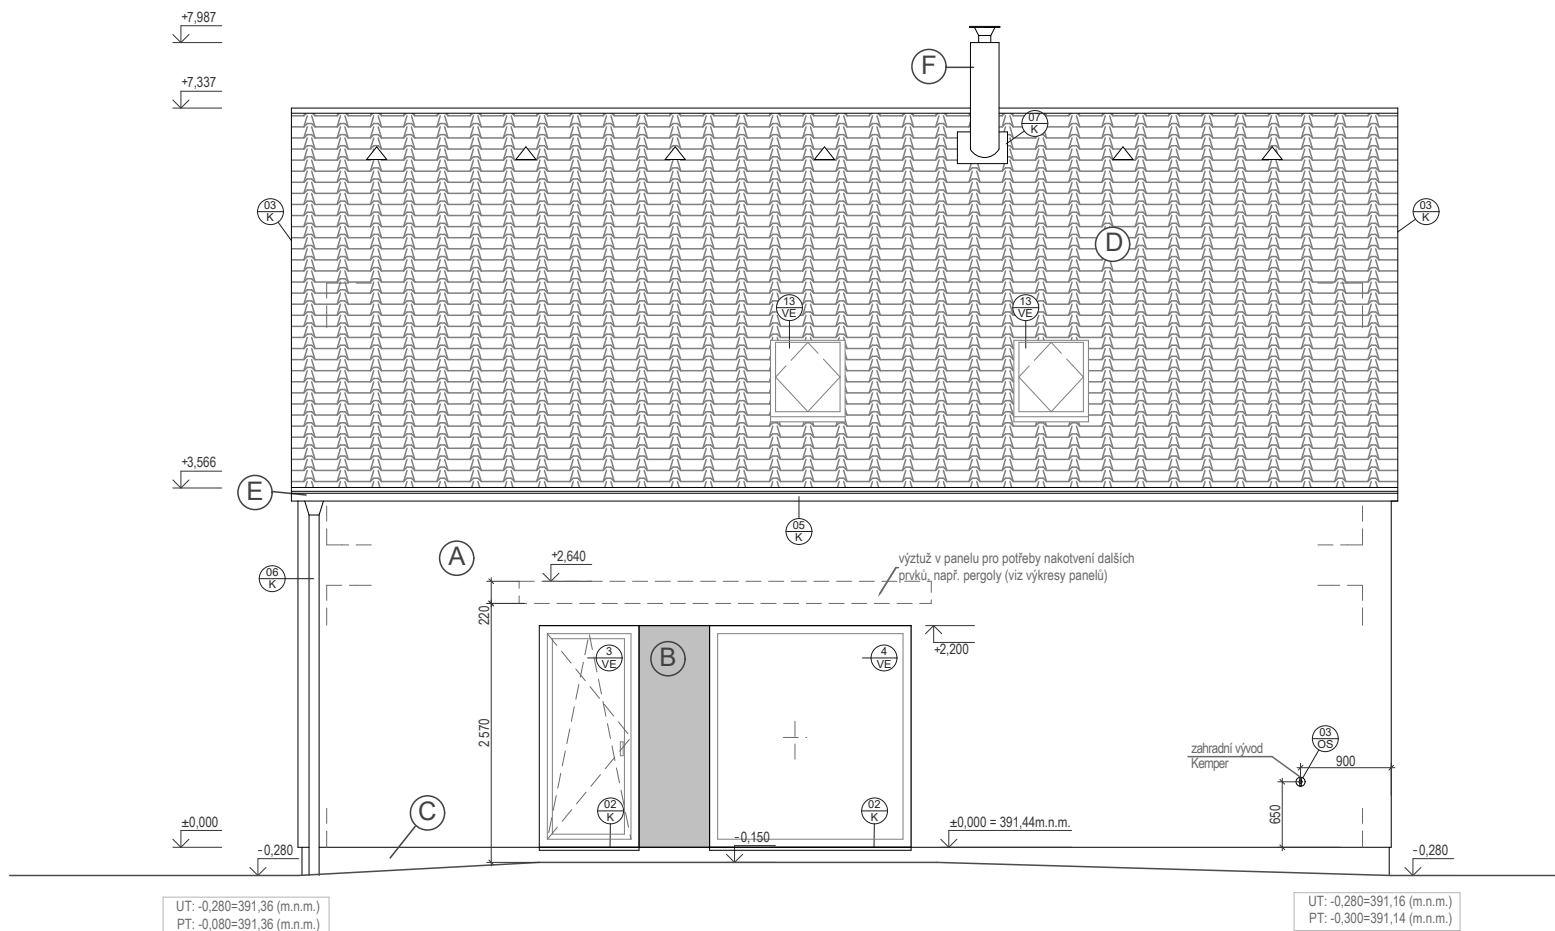 +7,987
F
+7,337
07
K
03
K
03
K
D
13
VE
13
VE
+3,566
E
05
K
A
+2,640
výztuž v panelu pro potřeby nakotvení dalších
prvků, např. pergoly (viz výkresy panelů)
06
K
220
+2,200
3
VE
B
4
VE
2 570
03
OS
zahradní vývod
Kemper
900
650
C
02
K
02
K
±0,000
±0,000 = 391,44m.n.m.
-0,150
-0,280
-0,280
UT: -0,280=391,36 (m.n.m.)
PT: -0,080=391,36 (m.n.m.)
UT: -0,280=391,16 (m.n.m.)
PT: -0,300=391,14 (m.n.m.)